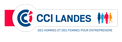 CCI LANDES
DES HOMMES ET DES FEMMES POUR ENTREPRENDRE